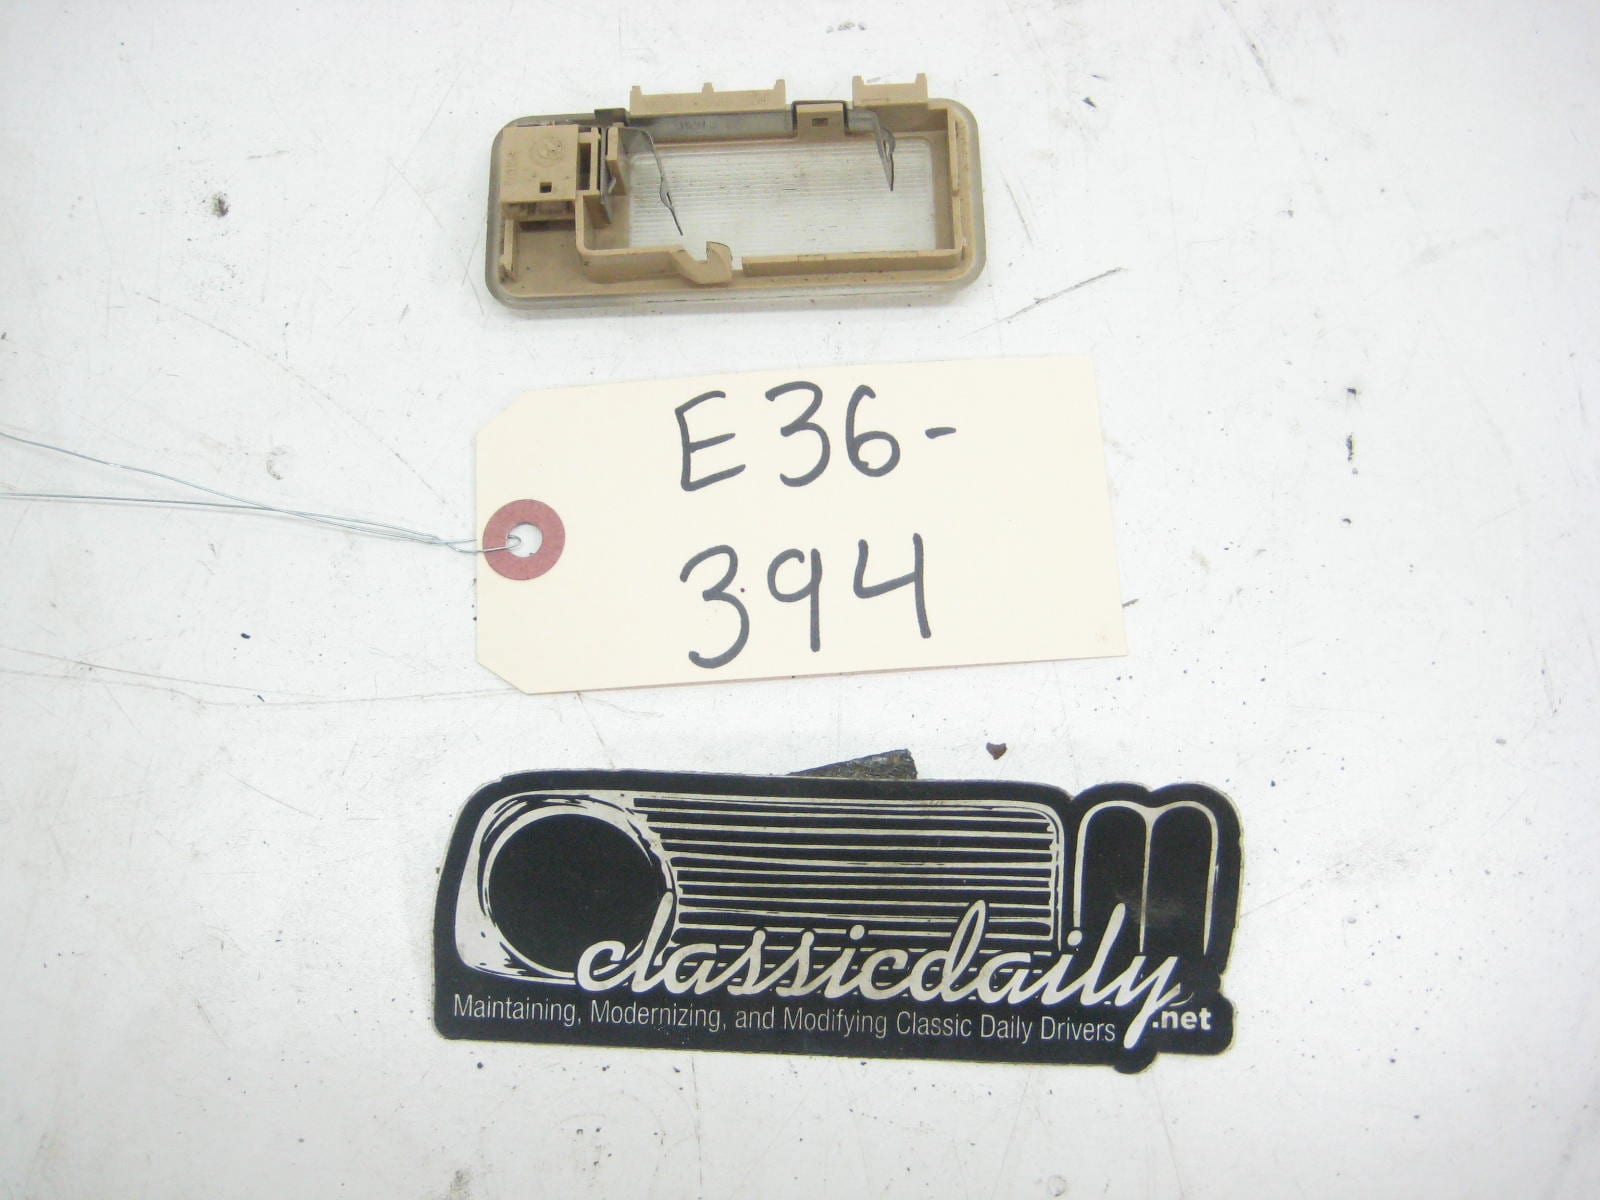 E36-
394
classicdaily
.net
Maintaining, Modernizing, and Modifying Classic Daily Drivers